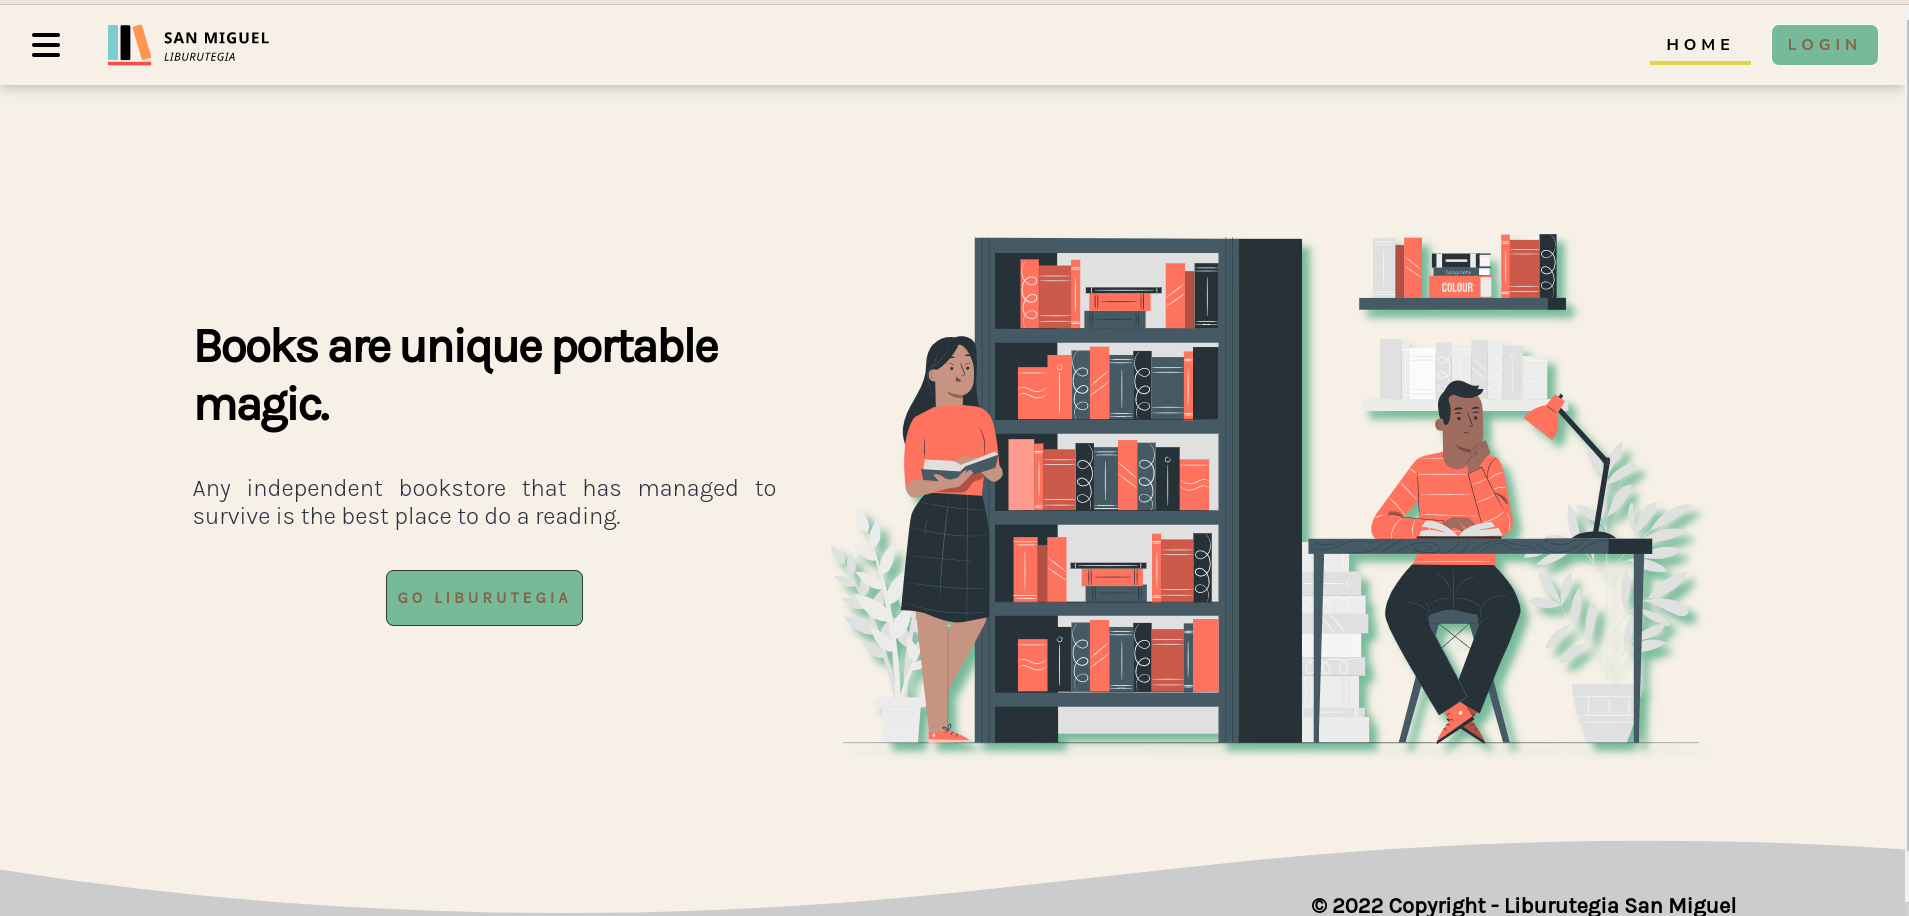 SAN MIGUEL
LIBURUTEGIA
HOME
LOGIN
Books are unique portable
magic.
Any independent bookstore that has managed to
survive is the best place to do a reading.
GO LIBURUTEGIA
COLOUR
© 2022 Copyright - Liburutegia San Miguel